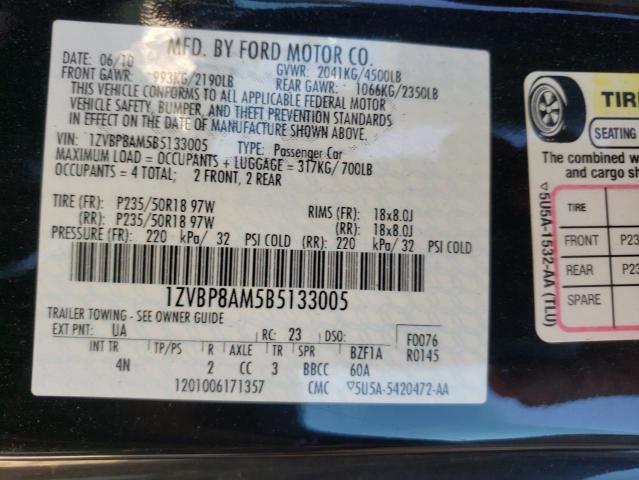 MFD. BY FORD MOTOR CO.
DATE: 06/10 GVWR: 2041KG/4500LB
FRONT GAWR: 993KG/2190LB REAR GAWR: 1066KG/2350LB
THIS VEHICLE CONFORMS TO ALL APPLICABLE FEDERAL MOTOR
VEHICLE SAFETY, BUMPER, AND THEFT PREVENTION STANDARDS
IN EFFECT ON THE DATE OF MANUFACTURE SHOWN ABOVE.
VIN: 1ZVBP8AM5B5133005 TYPE: Passenger Car
MAXIMUM LOAD = OCCUPANTS + LUGGAGE = 317KG/700LB
OCCUPANTS = 4 TOTAL; 2 FRONT, 2 REAR
TIRE (FR): P235/50R18 97W RIMS (FR): 18x8.0J
(RR): P235/50R18 97W (RR): 18x8.0J
PRESSURE (FR): 220 kPa/ 32 PSI COLD (RR): 220 kPa/ 32 PSI COLD
1ZVBP8AM5B5133005
TRAILER TOWING - SEE OWNER GUIDE
EXT PNT: UA RC: 23 DSO: F0076
INT TR TP/PS R AXLE TR SPR BZF1A R0145
4N 2 CC 3 BBCC 60A
1201006171357 CMC ▽5U5A-5420472-AA
TIRE
SEATING
The combined
and cargo
TIRE
FRONT P23
REAR P23
SPARE
▽5U5A-1532-AA (TLU)